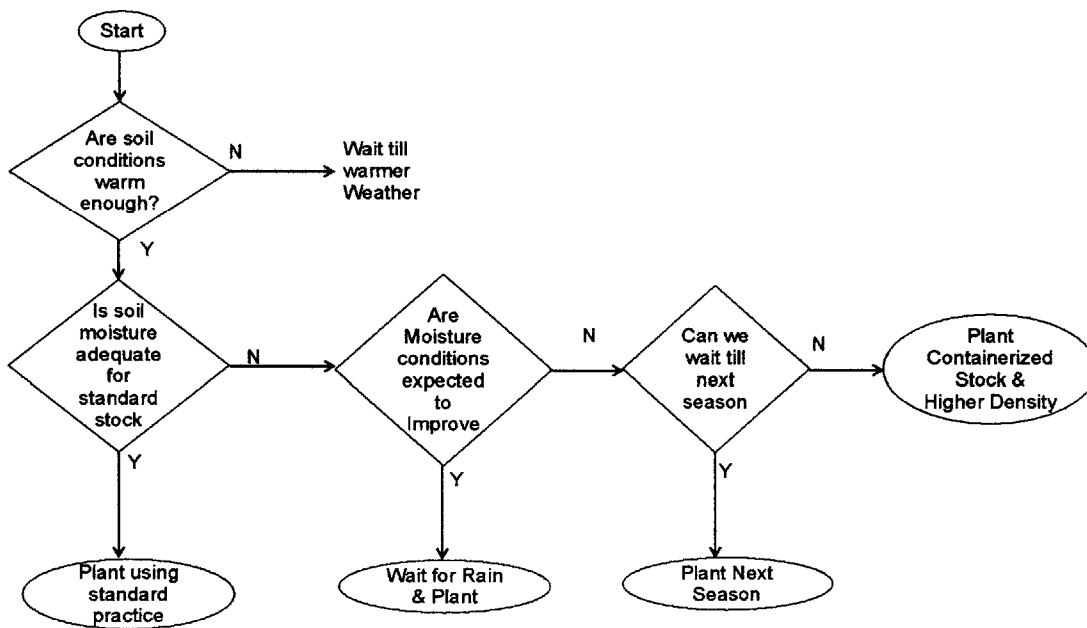 Start
Are soil
conditions
warm
enough?
N
Wait till
warmer
Weather
Y
Is soil
moisture
adequate
for
standard
stock
N
Are
Moisture
conditions
expected
to
Improve
N
Can we
wait till
next
season
N
Plant
Containerized
Stock &
Higher Density
Y
Y
Y
Plant using
standard
practice
Wait for Rain
& Plant
Plant Next
Season